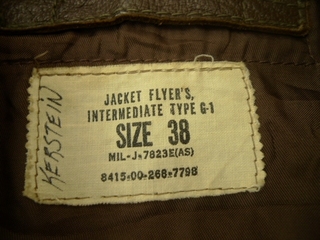 JACKET FLYER'S,
INTERMEDIATE TYPE G-1
SIZE 38
MIL-J-7823E(AS)
8415-00-268-7798
KERSTEIN